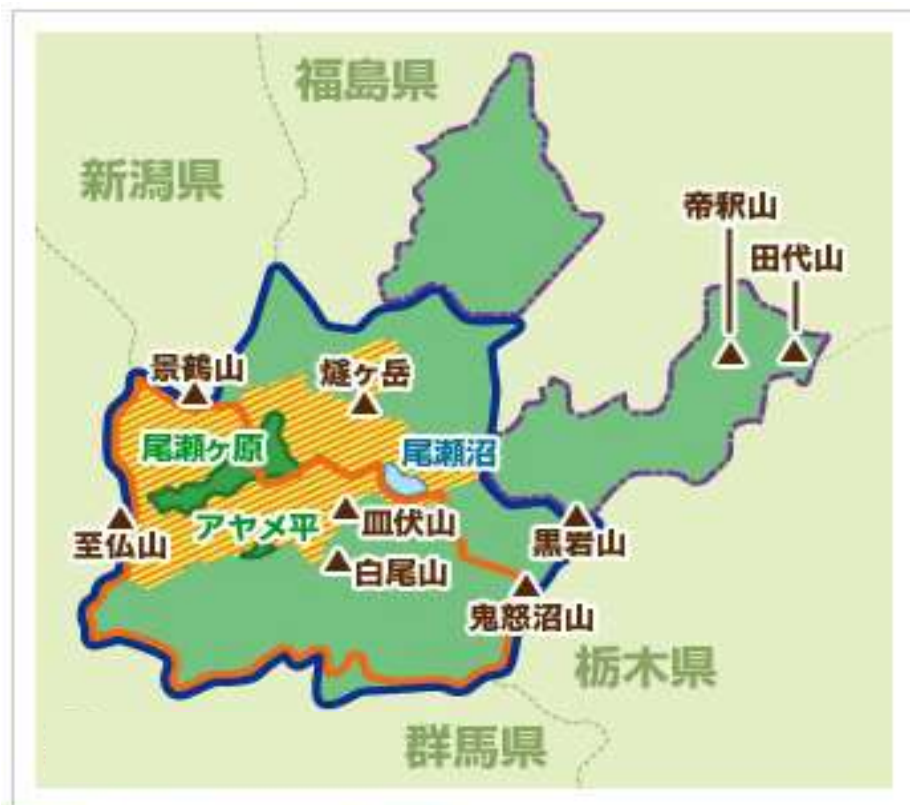 福島県
新潟県
帝釈山
田代山
景鶴山
燧ヶ岳
尾瀬ヶ原
尾瀬沼
アヤメ平
皿伏山
至仏山
黒岩山
白尾山
鬼怒沼山
栃木県
群馬県